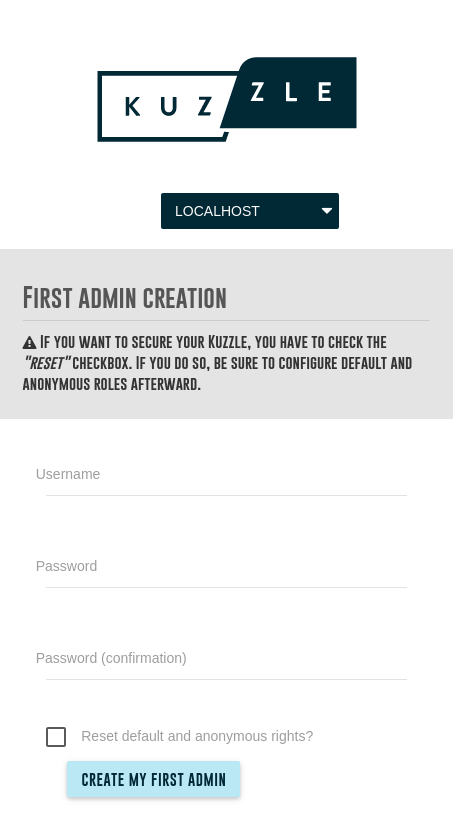 KUZZLE
LOCALHOST
First admin creation
If you want to secure your Kuzzle, you have to check the
"reset" checkbox. If you do so, be sure to configure default and
anonymous roles afterward.
Username
Password
Password (confirmation)
Reset default and anonymous rights?
CREATE MY FIRST ADMIN